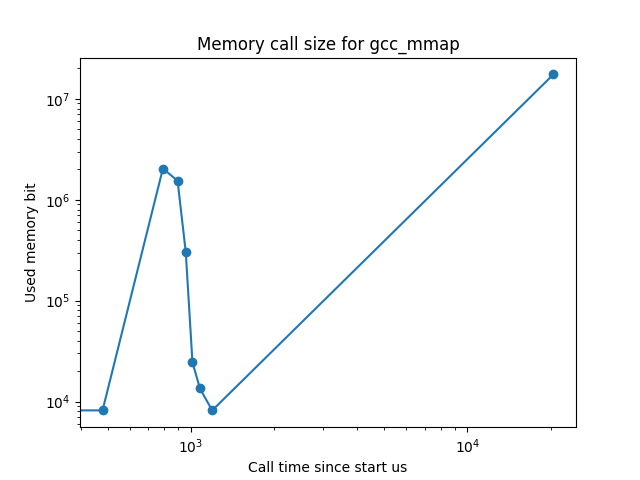 Memory call size for gcc_mmap
Used memory bit
10^7
10^6
10^5
10^4
10^3
10^4
Call time since start us